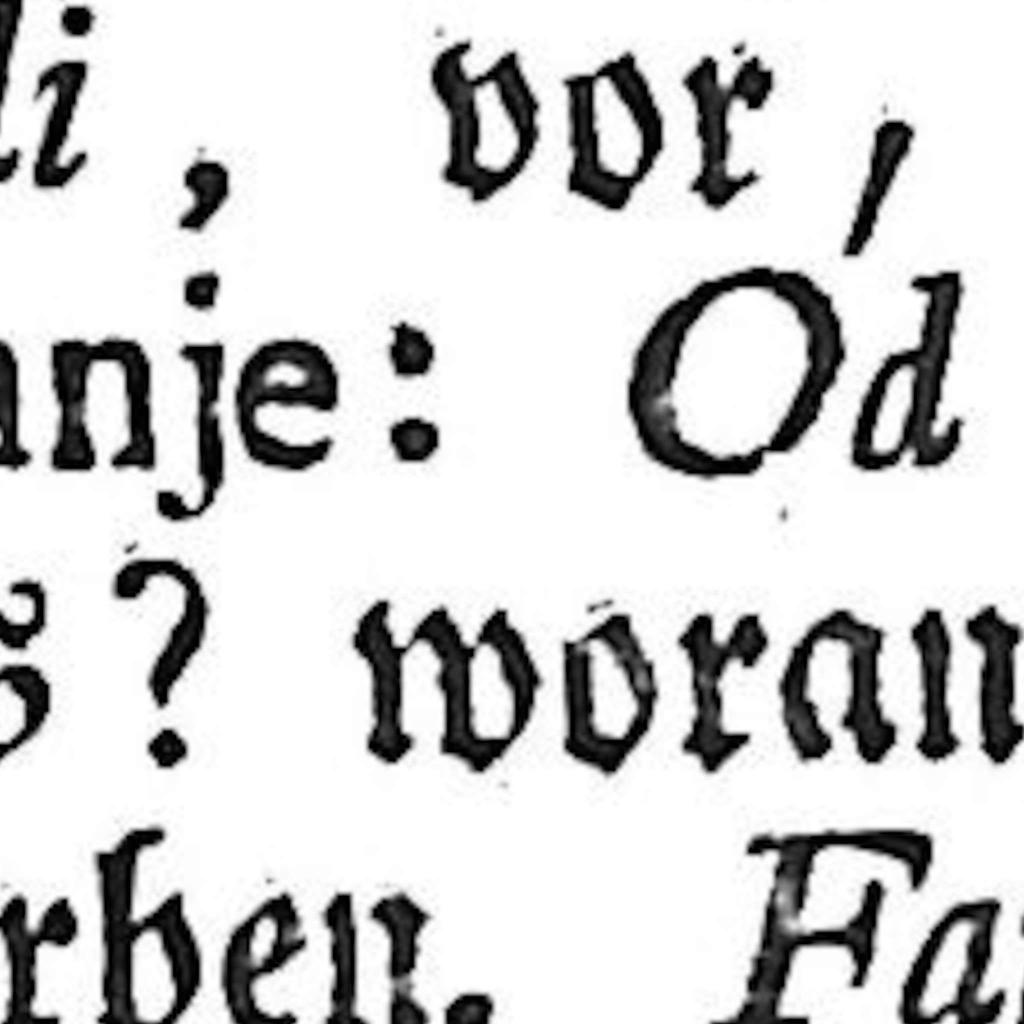 li, vor,
anje: Od
? woran
rben. Fa